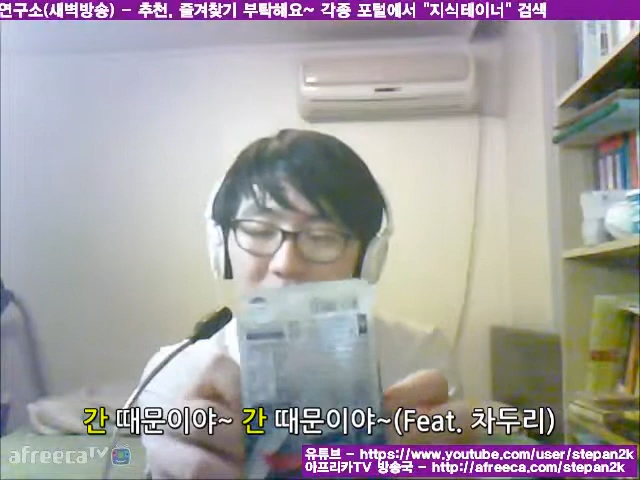 연구소(새벽방송) - 추천, 즐겨찾기 부탁해요~ 각종 포털에서 "지식테이너" 검색
간 때문이야~ 간 때문이야~(Feat. 차두리)
afreecaTV
유튜브 - https://www.youtube.com/user/stepan2k
아프리카TV 방송국 - http://afreeca.com/stepan2k